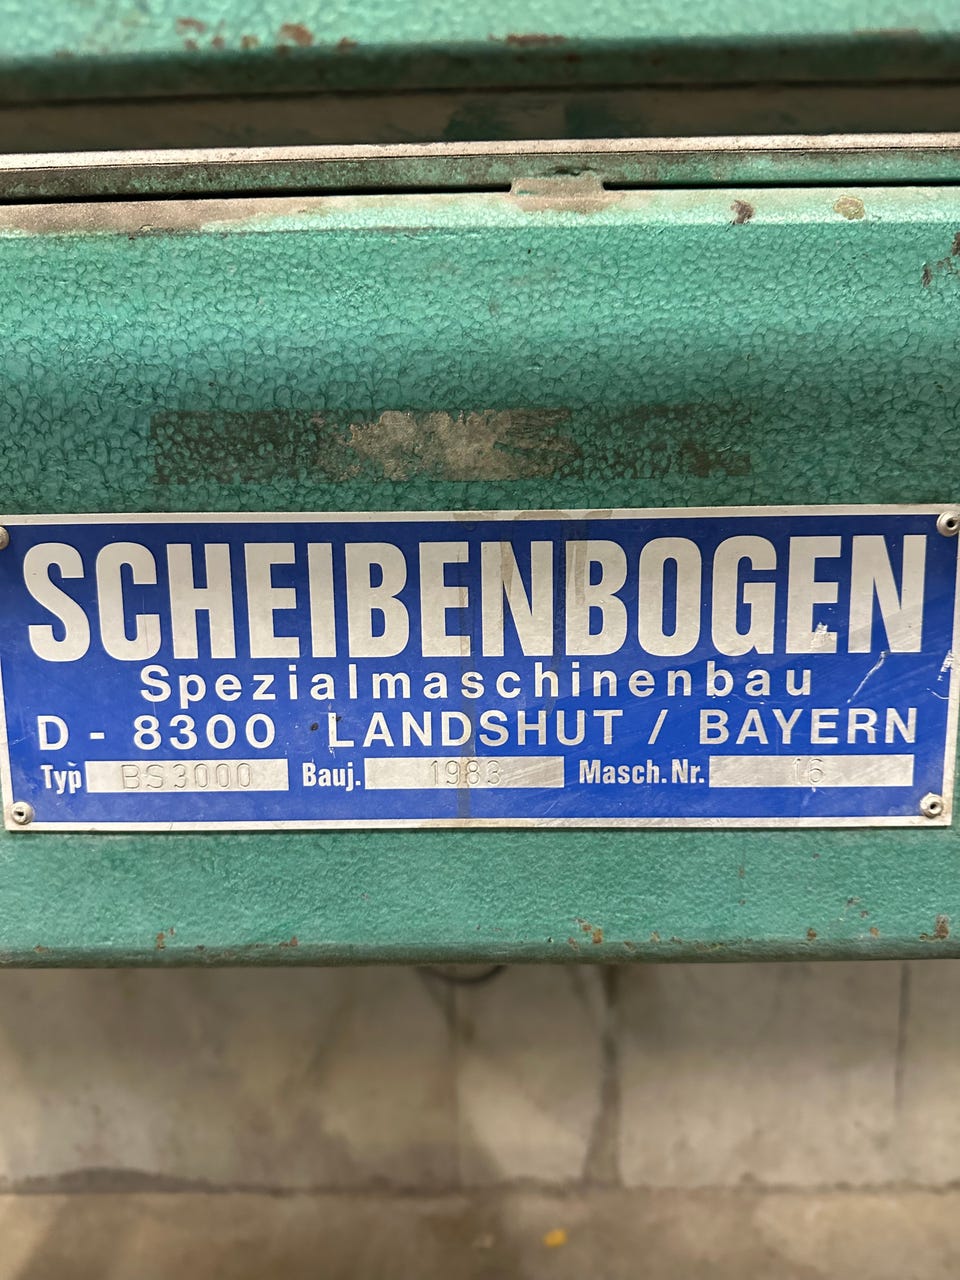 SCHEIBENBOGEN
Spezialmaschinenbau
D - 8300 LANDSHUT / BAYERN
Typ BS3000 Bauj. 1983 Masch.Nr. 16